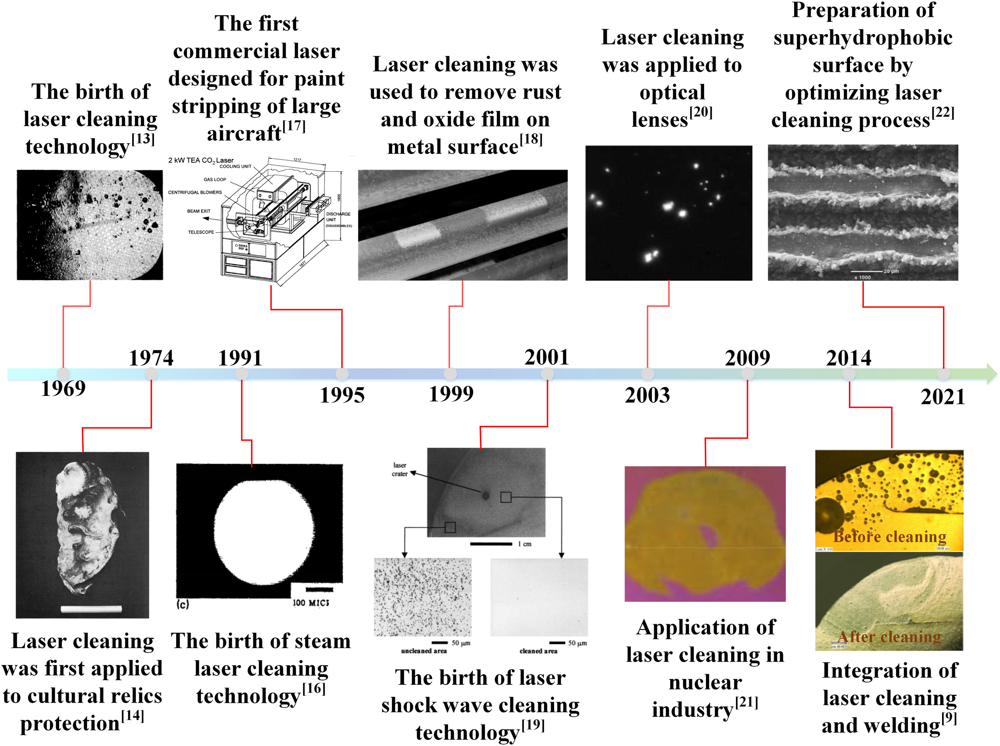 The birth of
laser cleaning
technology[13]
The first
commercial laser
designed for paint
stripping of large
aircraft[17]
Laser cleaning was
used to remove rust
and oxide film on
metal surface[18]
Laser cleaning
was applied to
optical
lenses[20]
Preparation of
superhydrophobic
surface by
optimizing laser
cleaning process[22]
10 20 30 40
2 kW TEA CO2 Laser
1217
COOLING UNIT
GAS LOOP
CENTRIFUGAL BLOWERS
1955
BEAM EXIT
DISCHARGE
UNIT
(DISASSEMBLED)
TELESCOPE
1877
20 µm
x 1000
1974
1991
2001
2009
2014
1969
1995
1999
2003
2021
laser
crater
1 cm
50 µm
uncleaned area
50 µm
cleaned area
(c)
100 MICR
Before cleaning
After cleaning
Laser cleaning
was first applied
to cultural relics
protection[14]
The birth of steam
laser cleaning
technology[16]
The birth of laser
shock wave cleaning
technology[19]
Application of
laser cleaning in
nuclear
industry[21]
Integration of
laser cleaning
and welding[9]